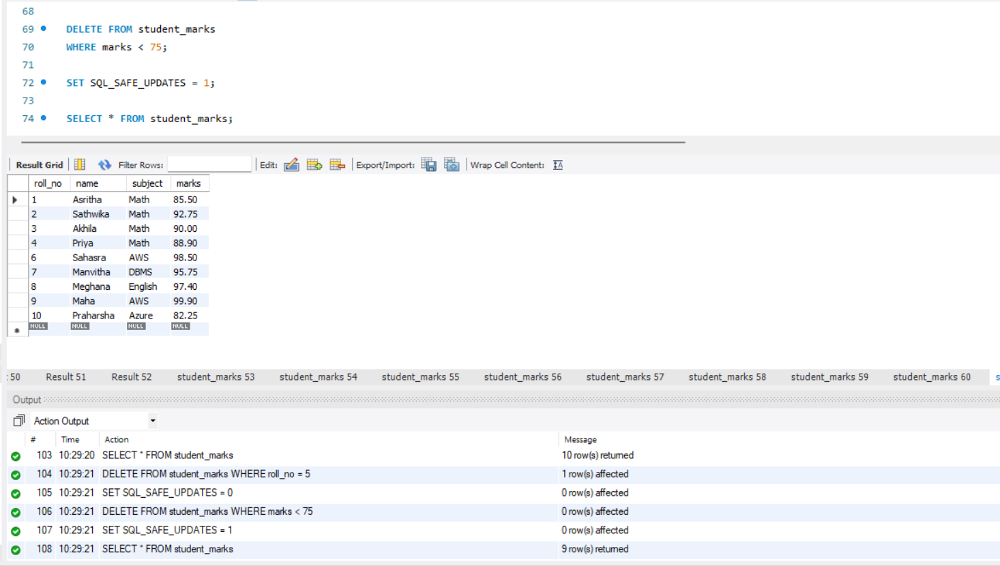 68
69 DELETE FROM student_marks
70 WHERE marks < 75;
71
72 SET SQL_SAFE_UPDATES = 1;
73
74 SELECT * FROM student_marks;
Result Grid Filter Rows: Edit: Export/Import: Wrap Cell Content: IA
roll_no name subject marks
1 Asritha Math 85.50
2 Sathwika Math 92.75
3 Akhila Math 90.00
4 Priya Math 88.90
6 Sahasra AWS 98.50
7 Manvitha DBMS 95.75
8 Meghana English 97.40
9 Maha AWS 99.90
10 Praharsha Azure 82.25
NULL NULL NULL NULL
: 50 Result 51 Result 52 student_marks 53 student_marks 54 student_marks 55 student_marks 56 student_marks 57 student_marks 58 student_marks 59 student_marks 60 s
Output
Action Output
# Time Action Message
103 10:29:20 SELECT * FROM student_marks 10 row(s) returned
104 10:29:21 DELETE FROM student_marks WHERE roll_no = 5 1 row(s) affected
105 10:29:21 SET SQL_SAFE_UPDATES = 0 0 row(s) affected
106 10:29:21 DELETE FROM student_marks WHERE marks < 75 0 row(s) affected
107 10:29:21 SET SQL_SAFE_UPDATES = 1 0 row(s) affected
108 10:29:21 SELECT * FROM student_marks 9 row(s) returned